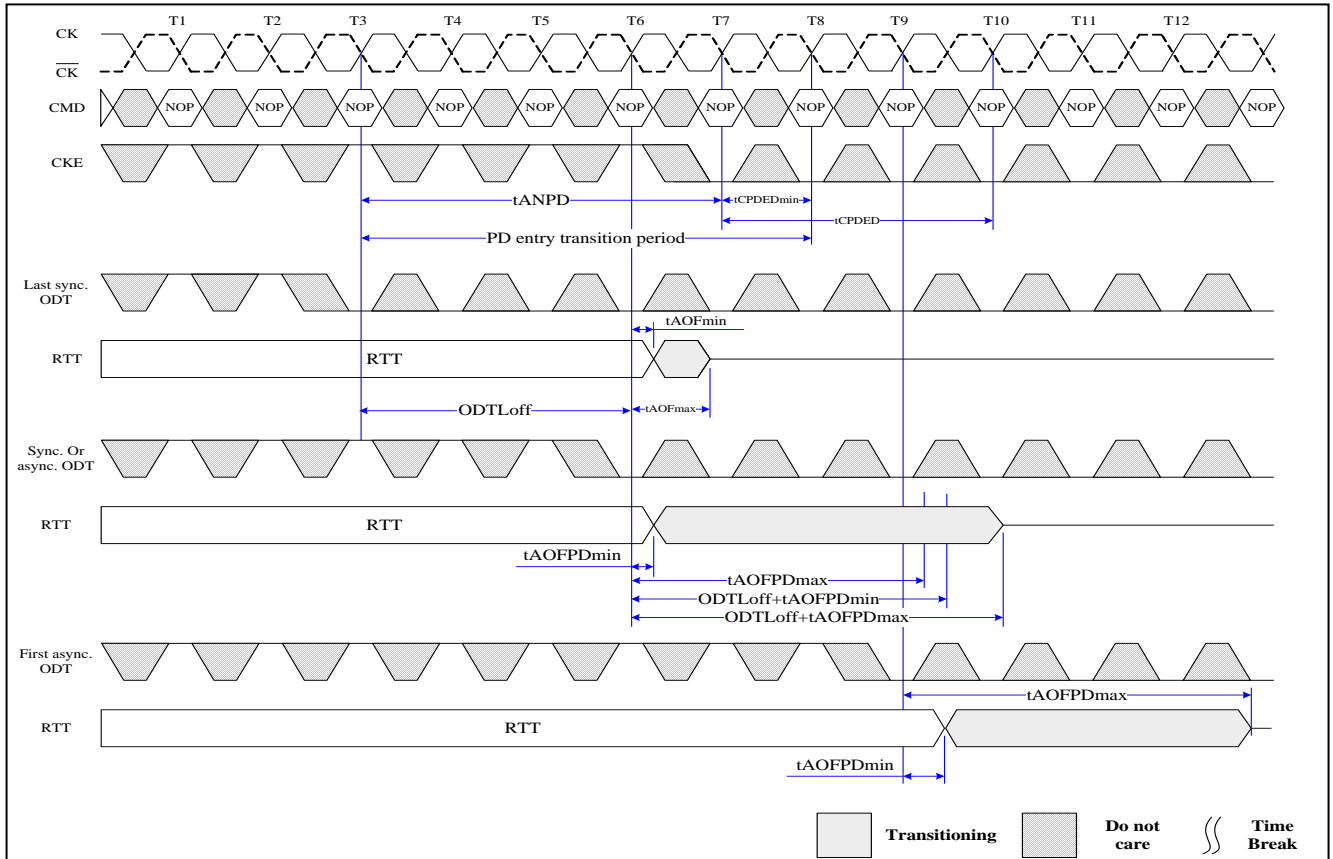 T1 T2 T3 T4 T5 T6 T7 T8 T9 T10 T11 T12
CK
CK
CMD NOP NOP NOP NOP NOP NOP NOP NOP NOP NOP NOP NOP NOP
CKE
tANPD tCPDEDmin
tCPDED
PD entry transition period
Last sync.
ODT
tAOFmin
RTT RTT
ODTLoff tAOFmax
Sync. Or
async. ODT
RTT RTT
tAOFPDmin
tAOFPDmax
ODTLoff+tAOFPDmin
ODTLoff+tAOFPDmax
First async.
ODT
tAOFPDmax
RTT RTT
tAOFPDmin
Transitioning
Do not
care
Time
Break